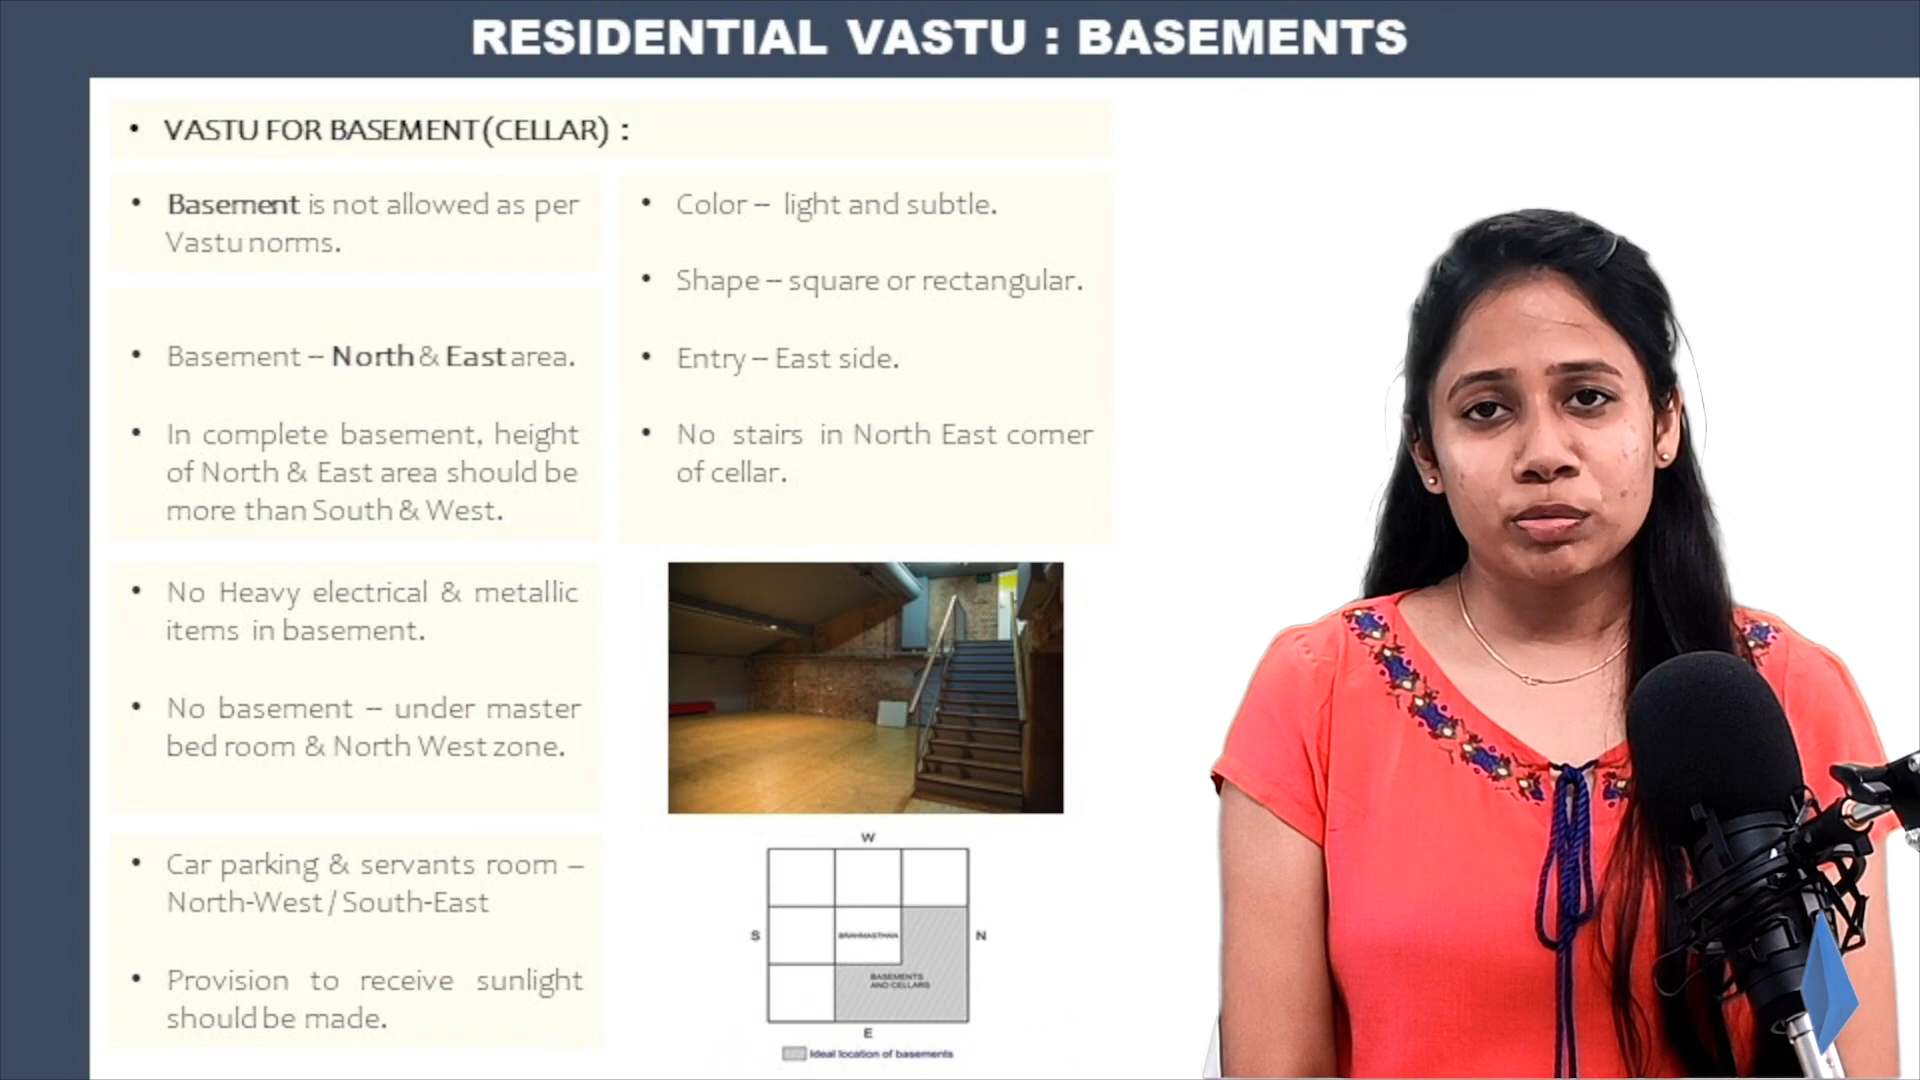 RESIDENTIAL VASTU : BASEMENTS
• VASTU FOR BASEMENT(CELLAR) :
• Basement is not allowed as per
Vastu norms.
• Basement – North & East area.
• In complete basement, height
of North & East area should be
more than South & West.
• No Heavy electrical & metallic
items in basement.
• No basement – under master
bed room & North West zone.
• Car parking & servants room –
North-West / South-East
• Provision to receive sunlight
should be made.
• Color – light and subtle.
• Shape – square or rectangular.
• Entry – East side.
• No stairs in North East corner
of cellar.
W
S
BRAHMASTHAN
N
BASEMENTS
AND CELLARS
E
Ideal location of basements